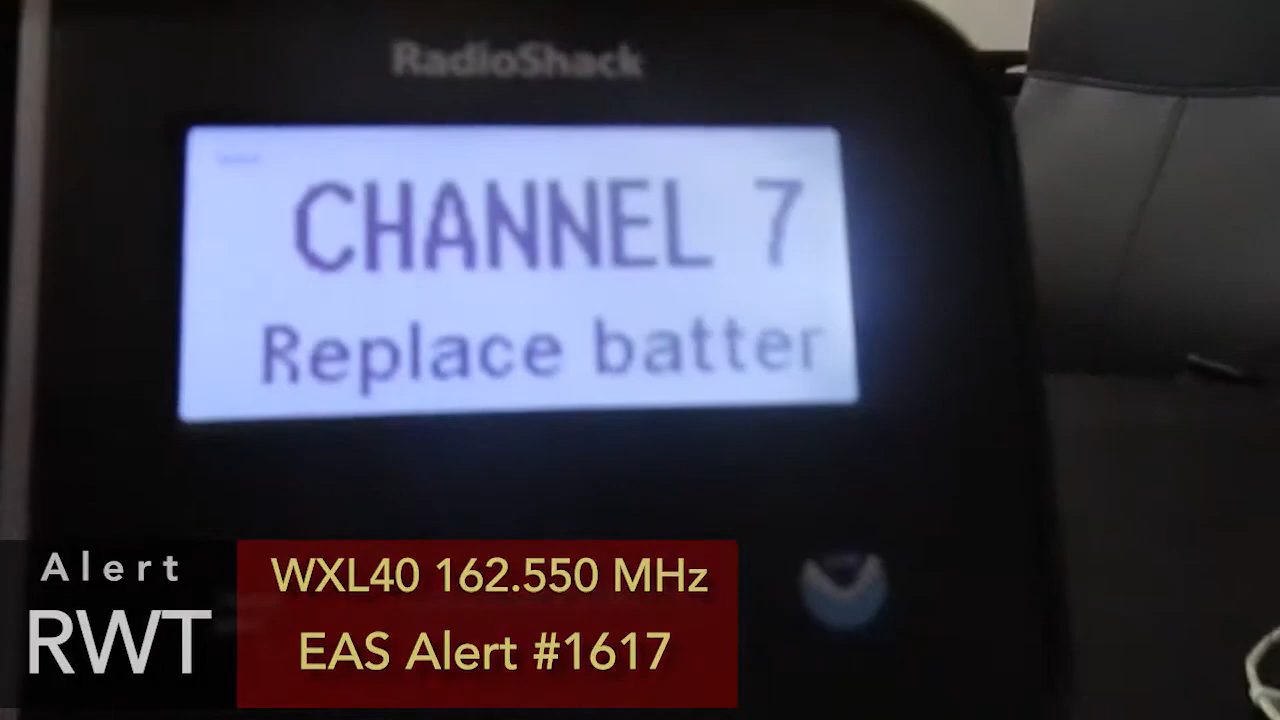 RadioShack
CHANNEL 7
Replace batter
Alert
RWT
WXL40 162.550 MHz
EAS Alert #1617